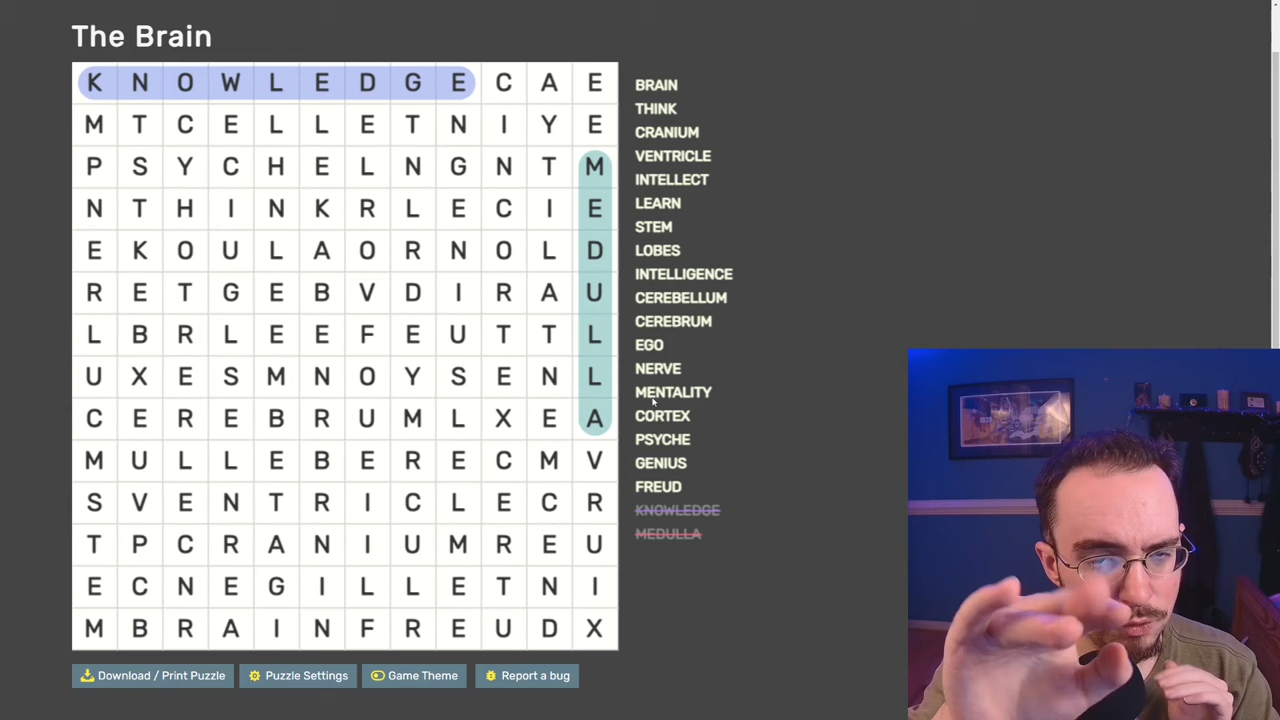 The Brain
K N O W L E D G E C A E
M T C E L L E T N I Y E
P S Y C H E L N G N T M
N T H I N K R L E C I E
E K O U L A O R N O L D
R E T G E B V D I R A U
L B R L E E F E U T T L
U X E S M N O Y S E N L
C E R E B R U M L X E A
M U L L E B E R E C M V
S V E N T R I C L E C R
T P C R A N I U M R E U
E C N E G I L L E T N I
M B R A I N F R E U D X
BRAIN
THINK
CRANIUM
VENTRICLE
INTELLECT
LEARN
STEM
LOBES
INTELLIGENCE
CEREBELLUM
CEREBRUM
EGO
NERVE
MENTALITY
CORTEX
PSYCHE
GENIUS
FREUD
KNOWLEDGE
MEDULLA
Download / Print Puzzle
Puzzle Settings
Game Theme
Report a bug